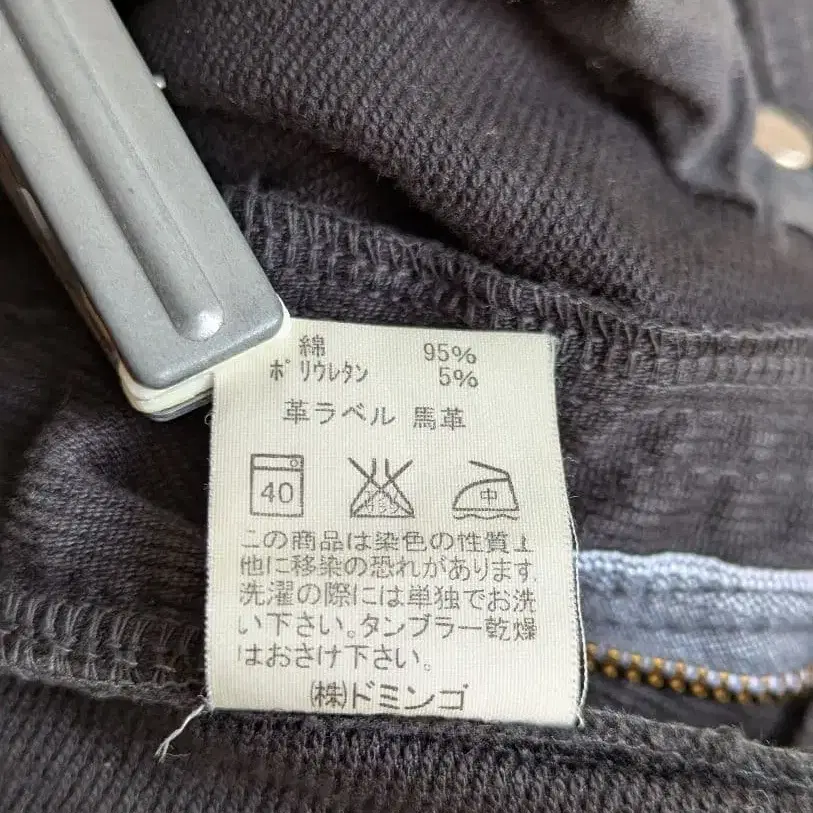 綿 95%
ポリウレタン 5%
革ラベル 馬革
40 中
この商品は染色の性質上
他に移染の恐れがあります。
洗濯の際には単独でお洗
い下さい。タンブラー乾燥
はおさけ下さい。
㈱ドミンゴ